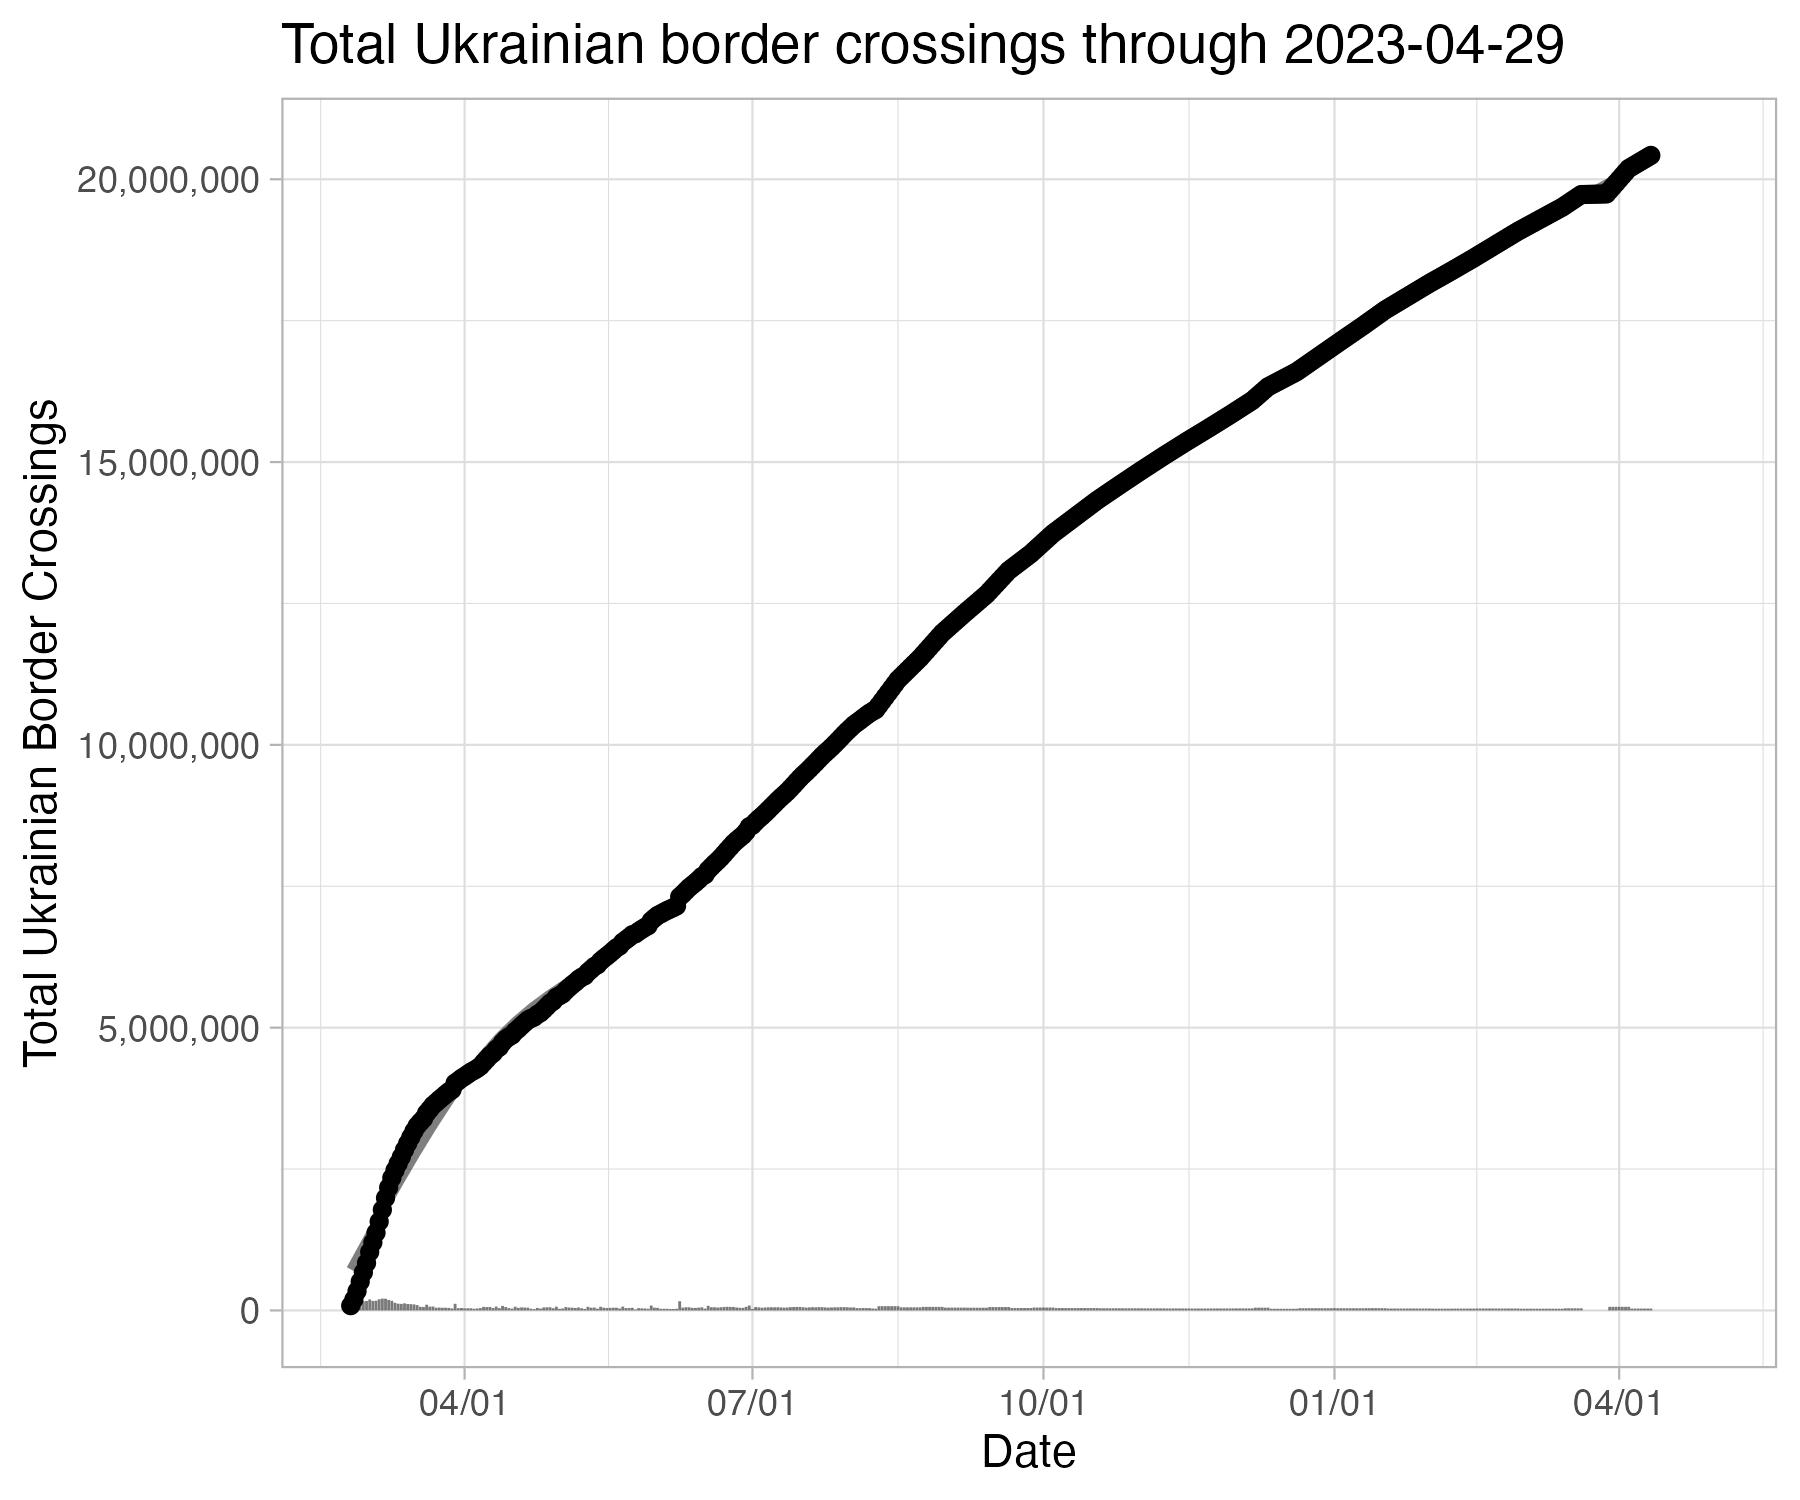 Total Ukrainian border crossings through 2023-04-29
Total Ukrainian Border Crossings
20,000,000
15,000,000
10,000,000
5,000,000
0
04/01 07/01 10/01 01/01 04/01
Date